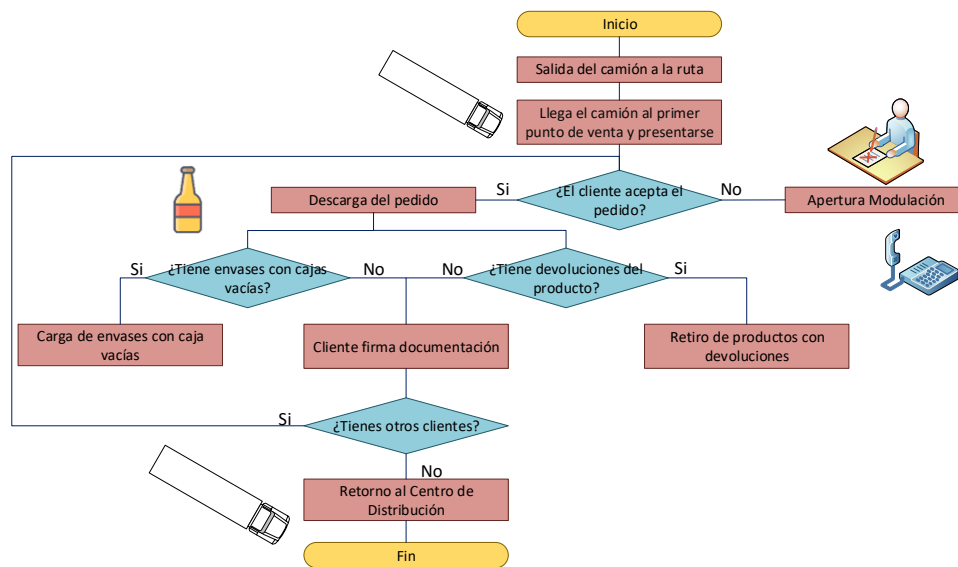 Inicio
Salida del camión a la ruta
Llega el camión al primer
punto de venta y presentarse
¿El cliente acepta el
pedido?
Si
No
Descarga del pedido
Apertura Modulación
¿Tiene envases con cajas
vacías?
Si
No
¿Tiene devoluciones del
producto?
No
Si
Carga de envases con caja
vacías
Cliente firma documentación
Retiro de productos con
devoluciones
¿Tienes otros clientes?
Si
No
Retorno al Centro de
Distribución
Fin